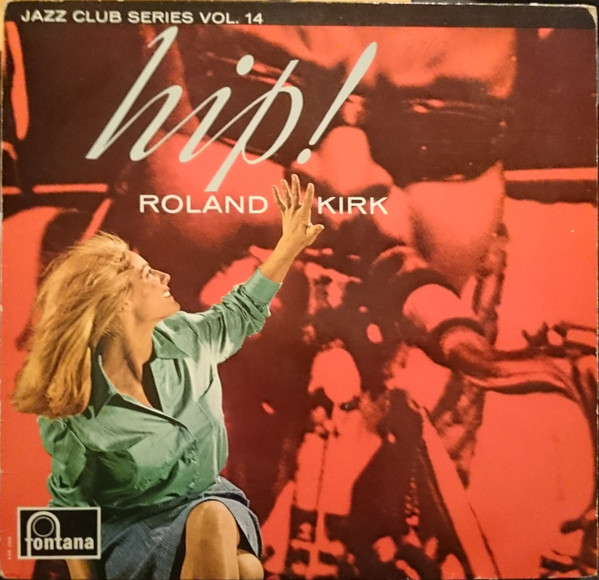 JAZZ CLUB SERIES VOL. 14
hip!
ROLAND KIRK
fontana